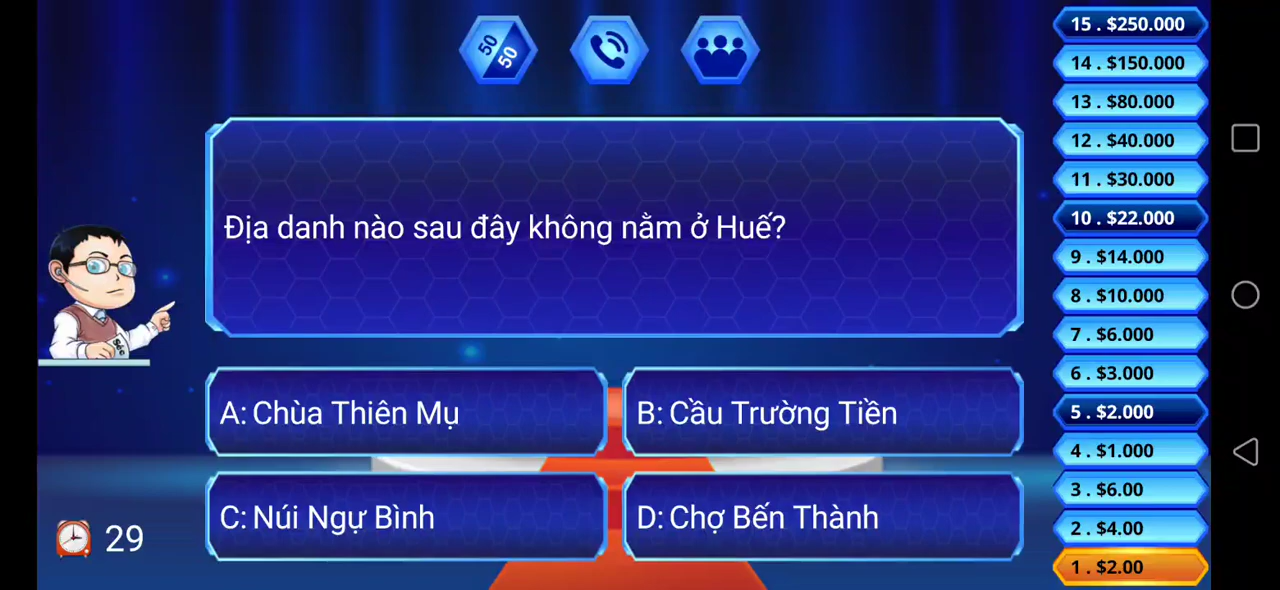 50
50
Địa danh nào sau đây không nằm ở Huế?
A: Chùa Thiên Mụ
B: Cầu Trường Tiền
C: Núi Ngự Bình
D: Chợ Bến Thành
29
15 . $250.000
14 . $150.000
13 . $80.000
12 . $40.000
11 . $30.000
10 . $22.000
9 . $14.000
8 . $10.000
7 . $6.000
6 . $3.000
5 . $2.000
4 . $1.000
3 . $6.00
2 . $4.00
1 . $2.00